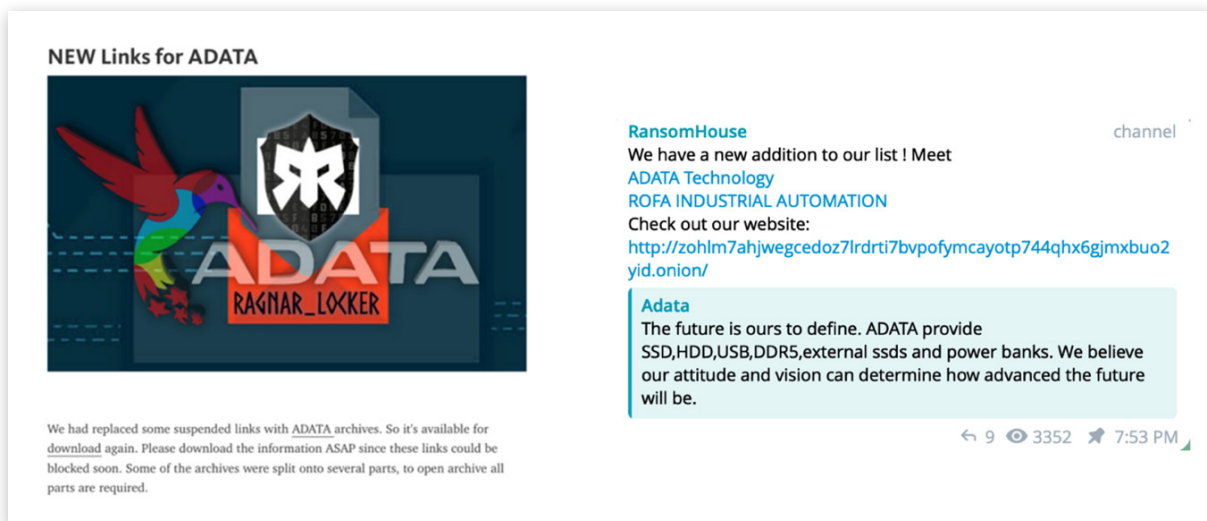 NEW Links for ADATA
ADATA
RAGNAR_LOCKER
We had replaced some suspended links with ADATA archives. So it's available for
download again. Please download the information ASAP since these links could be
blocked soon. Some of the archives were split onto several parts, to open archive all
parts are required.
RansomHouse channel
We have a new addition to our list ! Meet
ADATA Technology
ROFA INDUSTRIAL AUTOMATION
Check out our website:
http://zohlm7ahjwegcedoz7lrdrti7bvpofymcayotp744qhx6gjmxbuo2
yid.onion/
Adata
The future is ours to define. ADATA provide
SSD,HDD,USB,DDR5,external ssds and power banks. We believe
our attitude and vision can determine how advanced the future
will be.
9 3352 7:53 PM